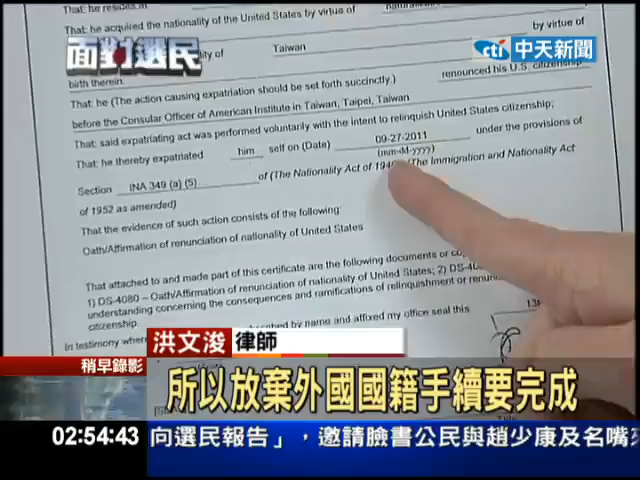 That: he resides in
That: he acquired the nationality of the United States by virtue of
by virtue of
面對選民
cti 中天新聞
of Taiwan
birth therein.
That: he (The action causing expatriation should be set forth succinctly.)
renounced his U.S. citizenship
before the Consular Officer of American Institute in Taiwan, Taipei, Taiwan
That: said expatriating act was performed voluntarily with the intent to relinquish United States citizenship;
That: he thereby expatriated him self on (Date) 09-27-2011 under the provisions of
(mm-dd-yyyy)
Section INA 349 (a) (5) of (The Nationality Act of 194 (The Immigration and Nationality Act
of 1952 as amended)
That the evidence of such action consists of the following:
Oath/Affirmation of renunciation of nationality of United States
That attached to and made part of this certificate are the following documents or
1) DS-4080 – Oath/Affirmation of renunciation of nationality of United States; 2) DS-40
understanding concerning the consequences and ramifications of relinquishment or
citizenship.
In testimony
by name and affixed my office seal this
洪文浚 律師
稍早錄影
所以放棄外國國籍手續要完成
02:54:43 向選民報告」，邀請臉書公民與趙少康及名嘴